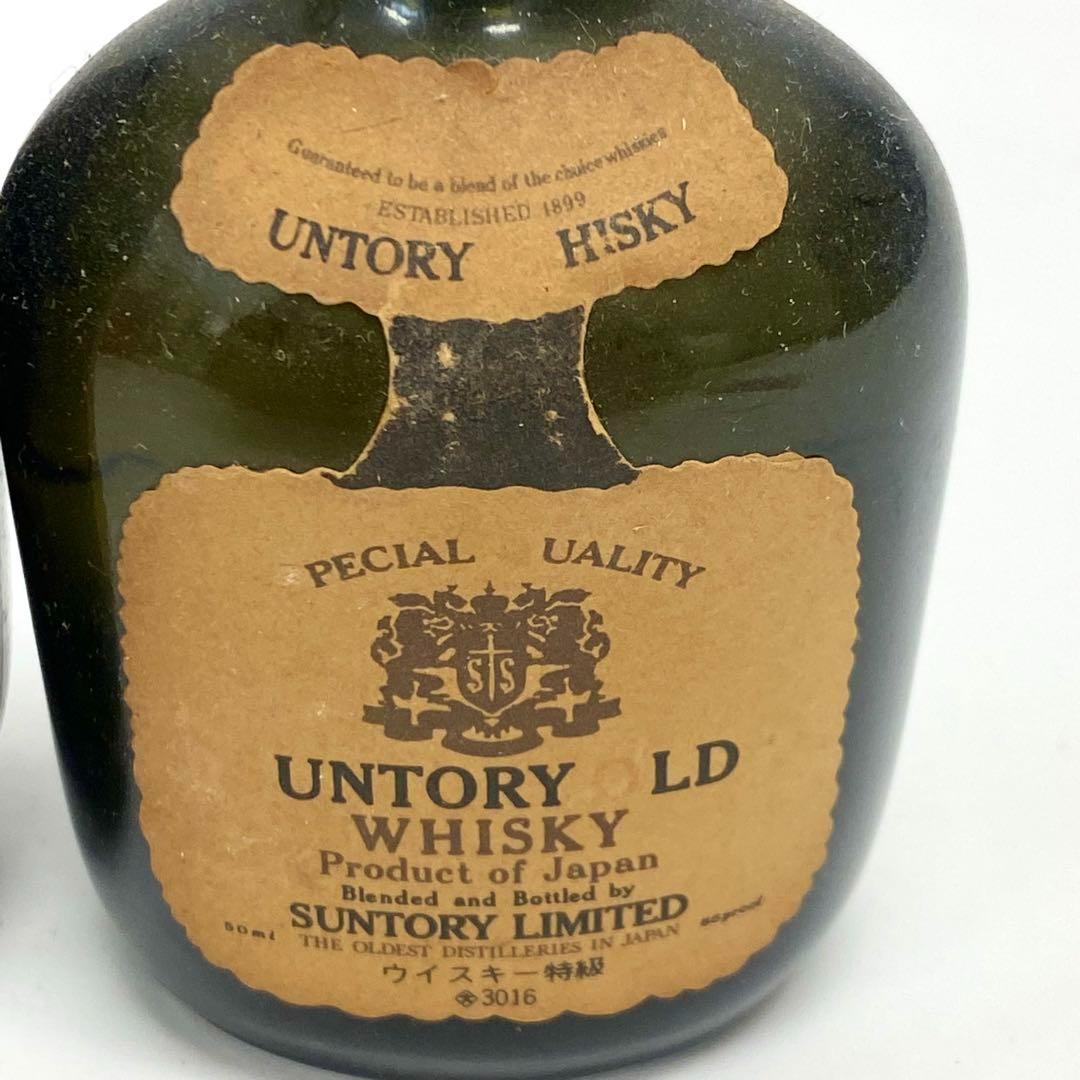 Guaranteed to be a blend of the choice whiskies
ESTABLISHED 1899
UNTORY HISKY
PECIAL UALITY
S S
UNTORY OLD
WHISKY
Product of Japan
Blended and Bottled by
SUNTORY LIMITED
50ml 86proof
THE OLDEST DISTILLERIES IN JAPAN
ウイスキー特級
3016